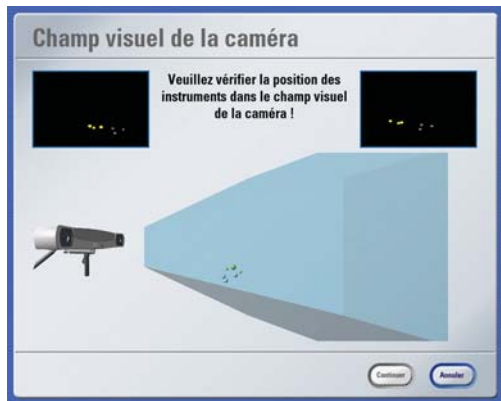 Champ visuel de la caméra
Veuillez vérifier la position des
instruments dans le champ visuel
de la caméra !
Continuer
Annuler